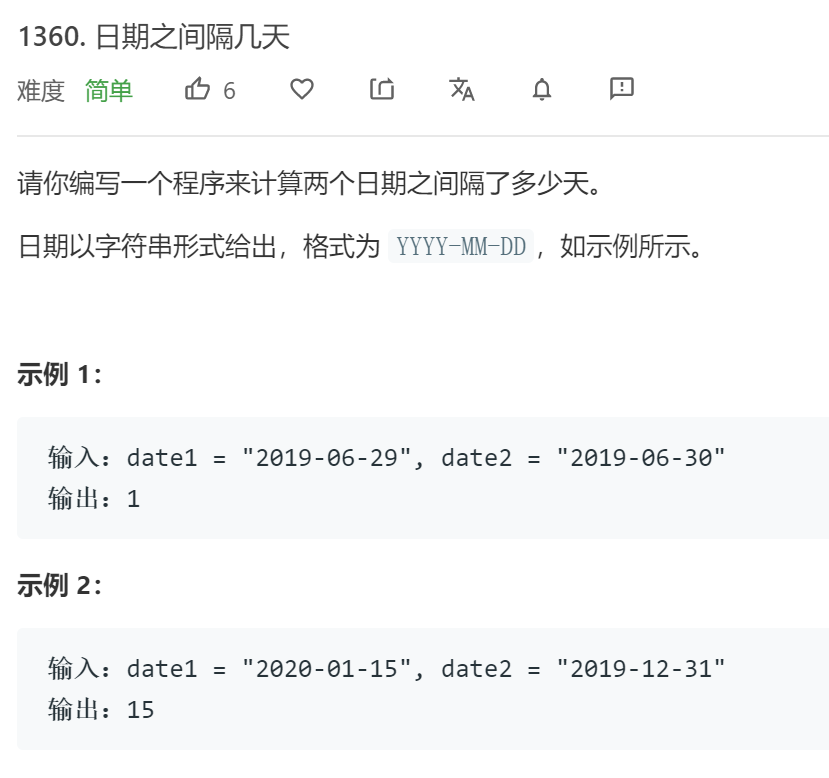 1360. 日期之间隔几天
难度 简单 6
请你编写一个程序来计算两个日期之间隔了多少天。
日期以字符串形式给出，格式为 YYYY-MM-DD，如示例所示。
示例 1：
输入：date1 = "2019-06-29", date2 = "2019-06-30"
输出：1
示例 2：
输入：date1 = "2020-01-15", date2 = "2019-12-31"
输出：15